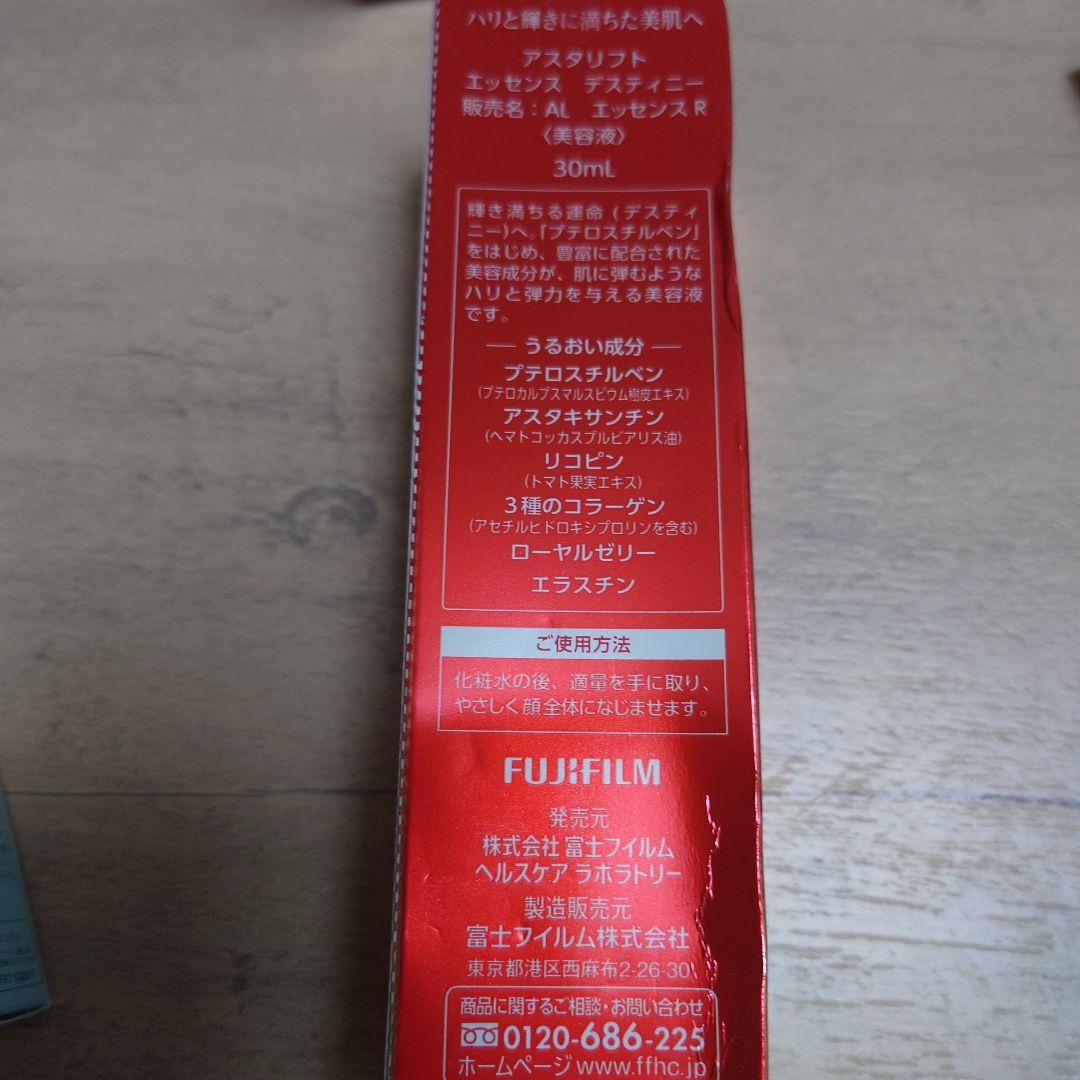 ハリと輝きに満ちた美肌へ
アスタリフト
エッセンス デスティニー
販売名:AL エッセンスR
〈美容液〉
30mL
輝き満ちる運命(デスティ
ニー)へ。「プテロスチルベン」
をはじめ、豊富に配合された
美容成分が、肌に弾むような
ハリと弾力を与える美容液
です。
うるおい成分
プテロスチルベン
(プテロカルプスマルスピウム樹皮エキス)
アスタキサンチン
(ヘマトコッカスプルビアリス油)
リコピン
(トマト果実エキス)
3種のコラーゲン
(アセチルヒドロキシプロリンを含む)
ローヤルゼリー
エラスチン
ご使用方法
化粧水の後、適量を手に取り、
やさしく顔全体になじませます。
FUJIFILM
発売元
株式会社 富士フイルム
ヘルスケア ラボラトリー
製造販売元
富士フイルム株式会社
東京都港区西麻布2-26-30
商品に関するご相談・お問い合わせ
0120-686-225
ホームページ www.ffhc.jp